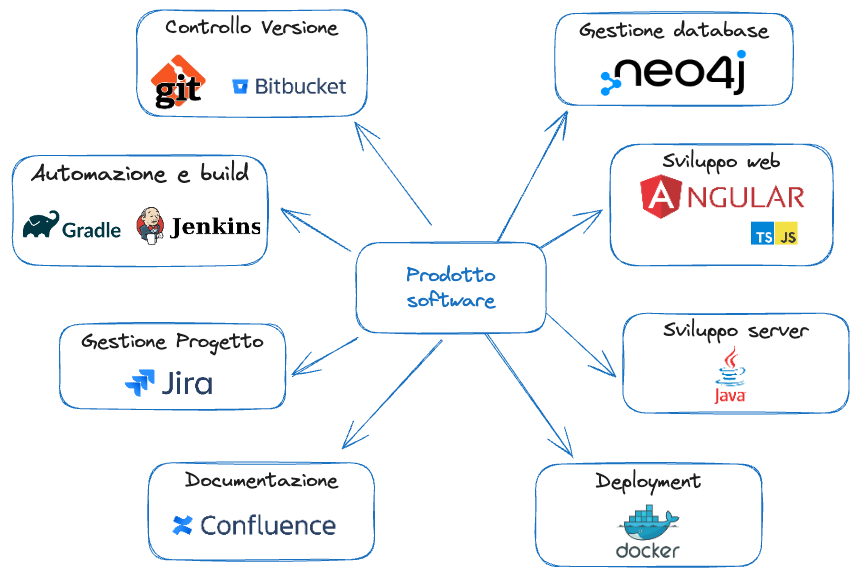 Controllo Versione
git
Bitbucket
Gestione database
neo4j
Automazione e build
Gradle
Jenkins
Sviluppo web
ANGULAR
TS JS
Prodotto
software
Gestione Progetto
Jira
Sviluppo server
Java
Documentazione
Confluence
Deployment
docker